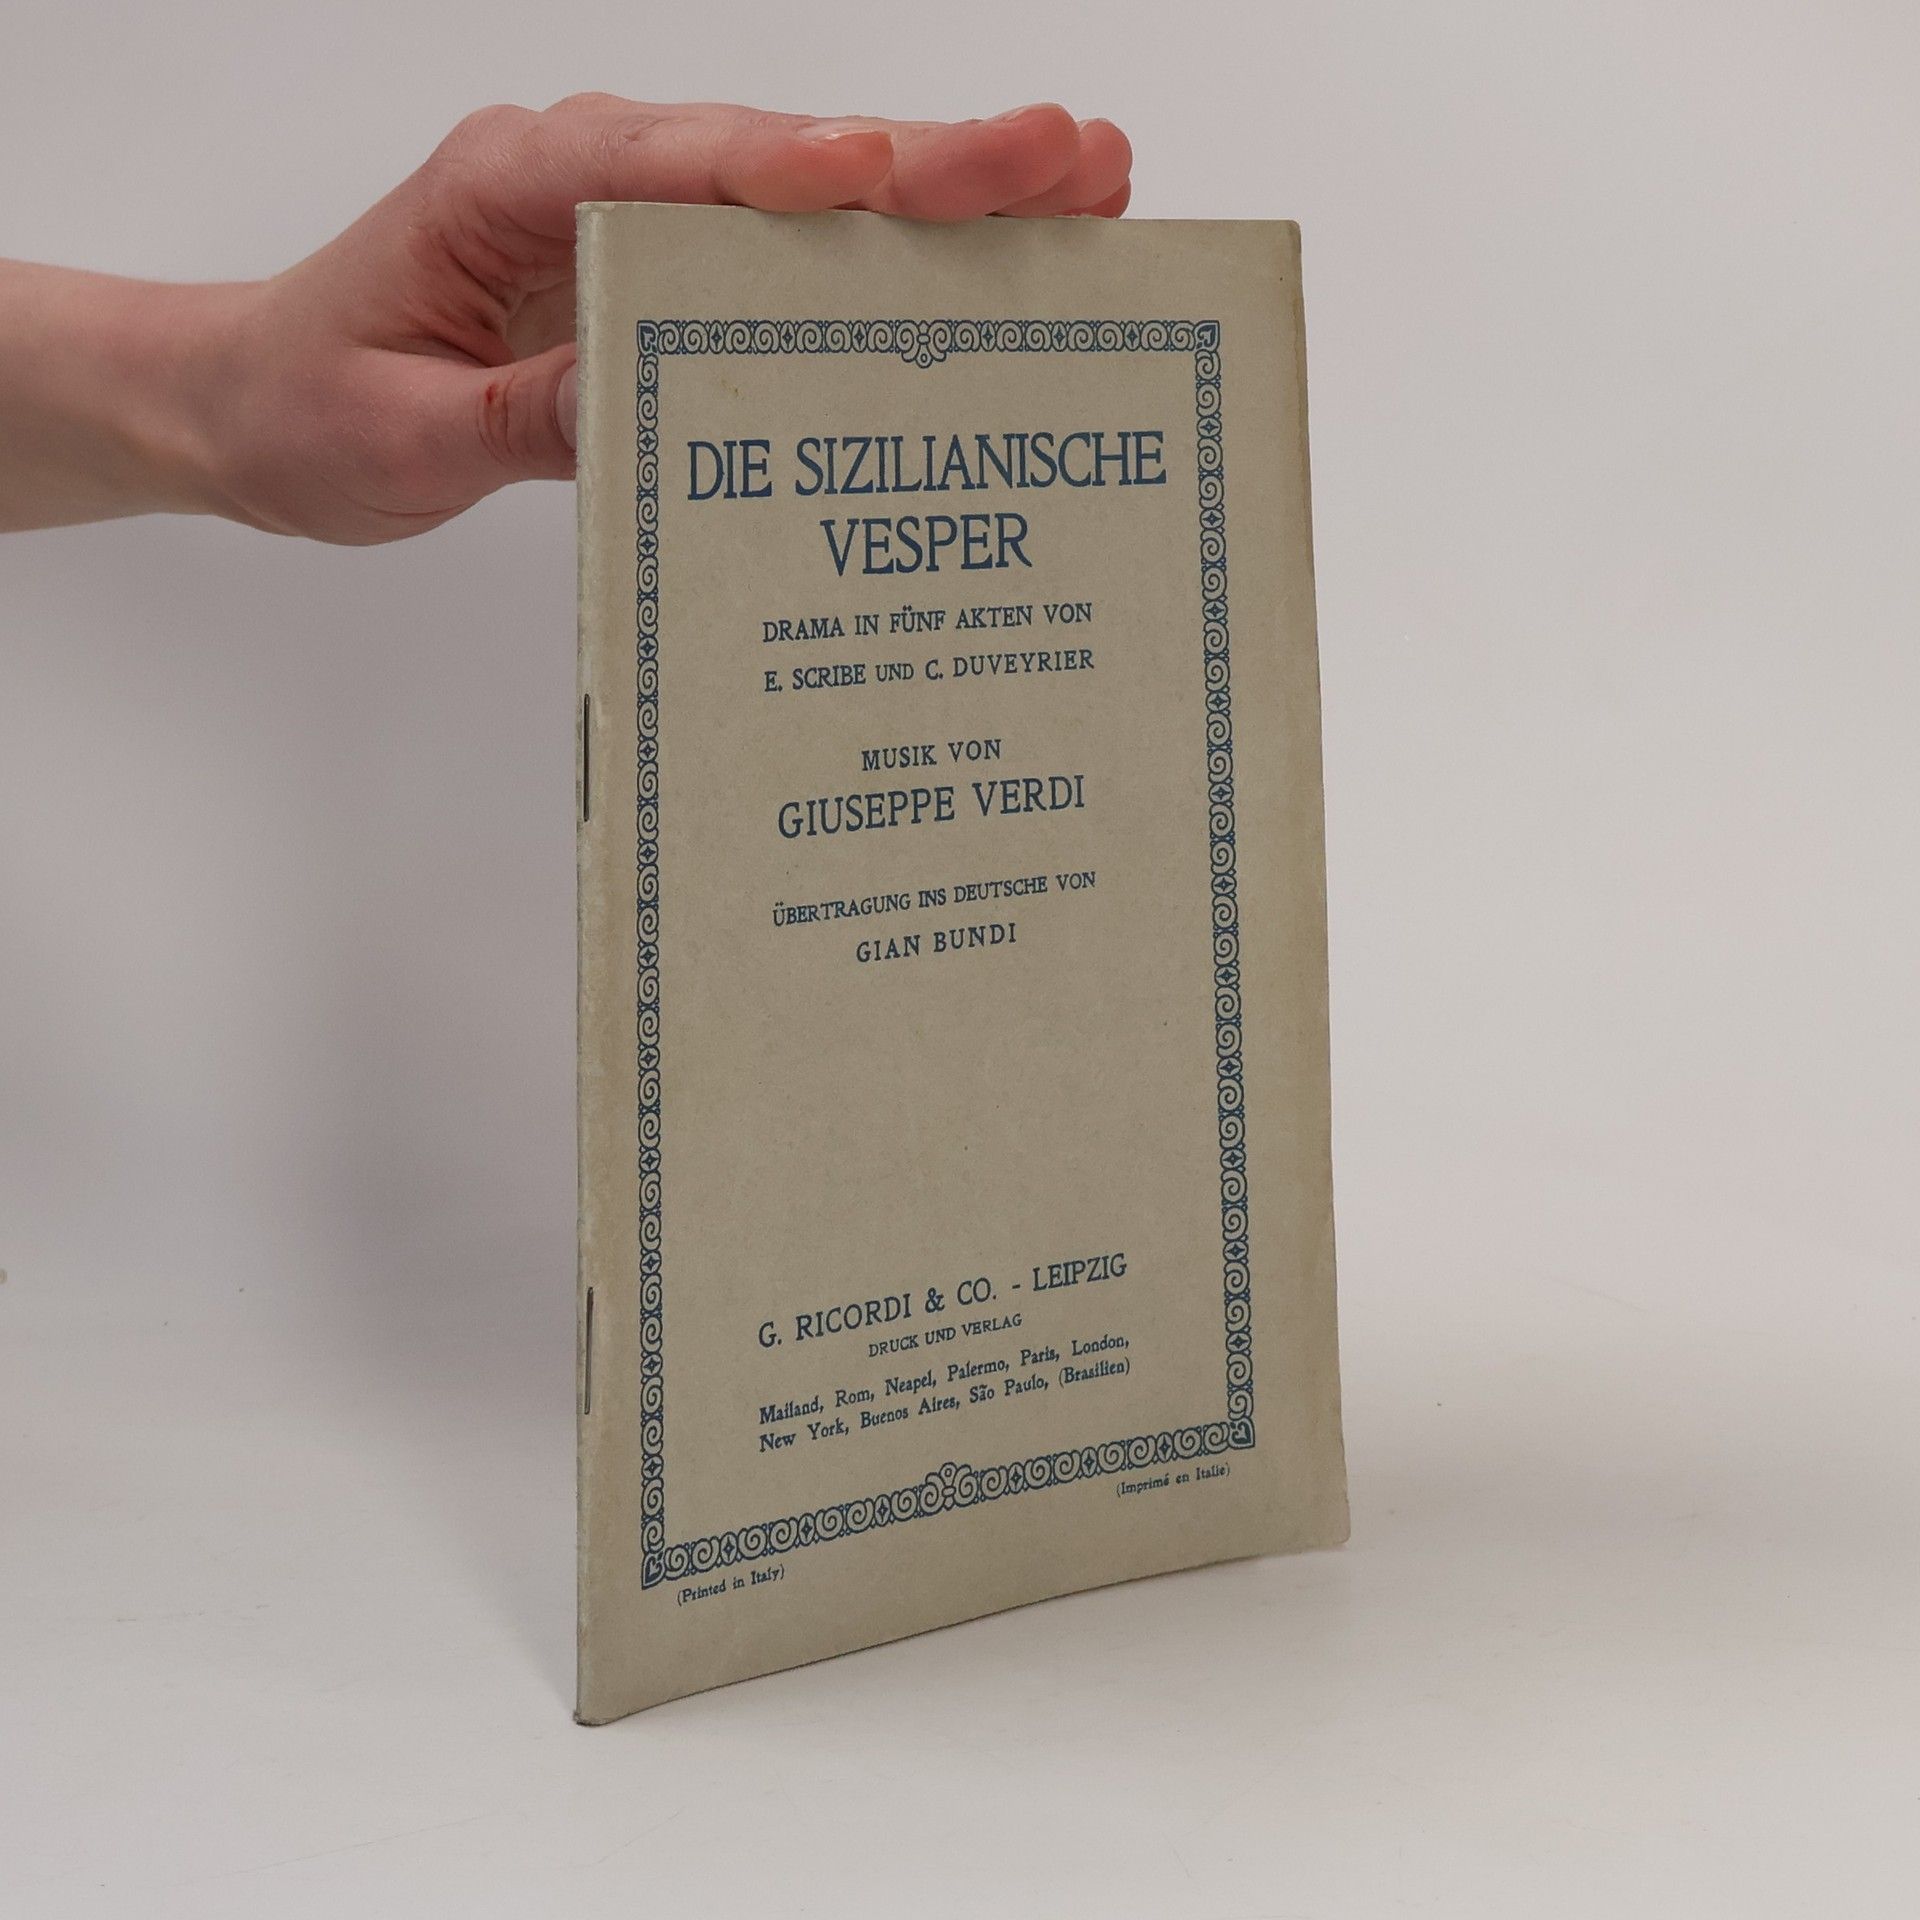 DIE SIZILIANISCHE
VESPER
DRAMA IN FÜNF AKTEN VON
E. SCRIBE UND C. DUVEYRIER
MUSIK VON
GIUSEPPE VERDI
ÜBERTRAGUNG INS DEUTSCHE VON
GIAN BUNDI
G. RICORDI & CO. - LEIPZIG
DRUCK UND VERLAG
Mailand, Rom, Neapel, Palermo, Paris, London,
New York, Buenos Aires, São Paulo, (Brasilien)
(Printed in Italy)
(Imprimé en Italie)